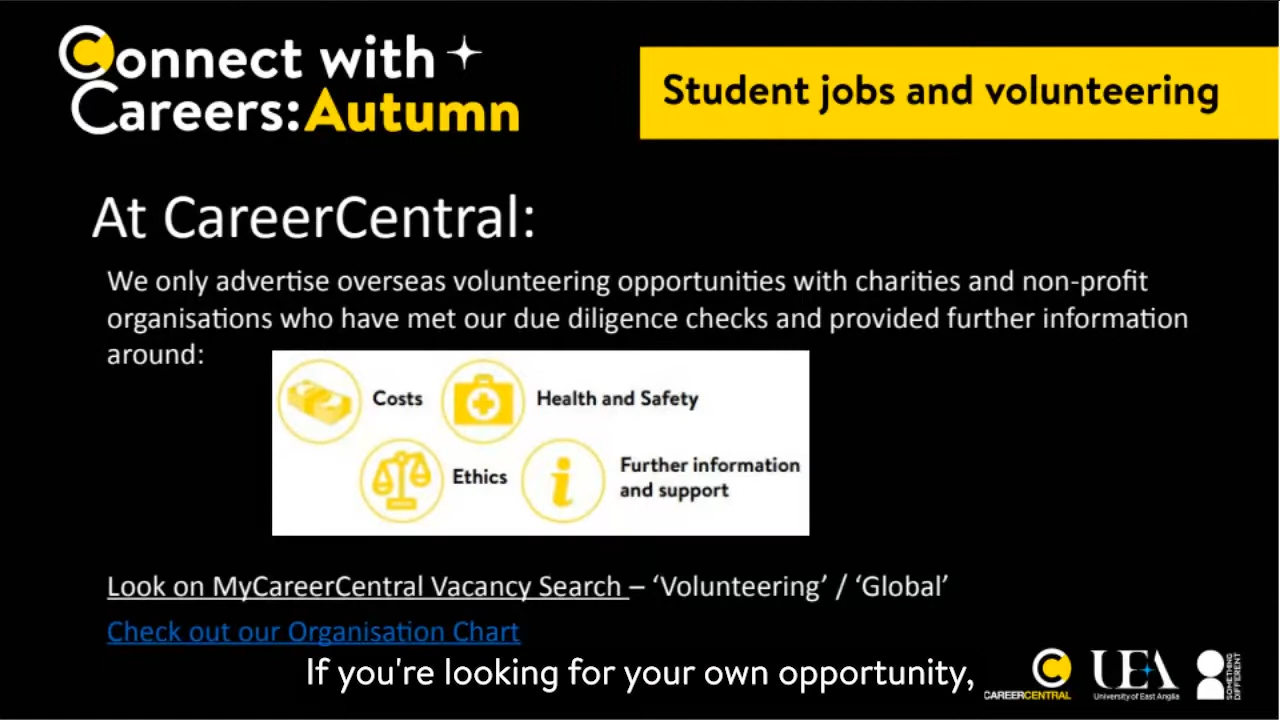 Connect with
Careers: Autumn
Student jobs and volunteering
At CareerCentral:
We only advertise overseas volunteering opportunities with charities and non-profit
organisations who have met our due diligence checks and provided further information
around:
Costs
Health and Safety
Ethics
Further information
and support
Look on MyCareerCentral Vacancy Search – ‘Volunteering’ / ‘Global’
Check out our Organisation Chart
If you're looking for your own opportunity,
CAREERCENTRAL
UEA
University of East Anglia
SOMETHING
DIFFERENT